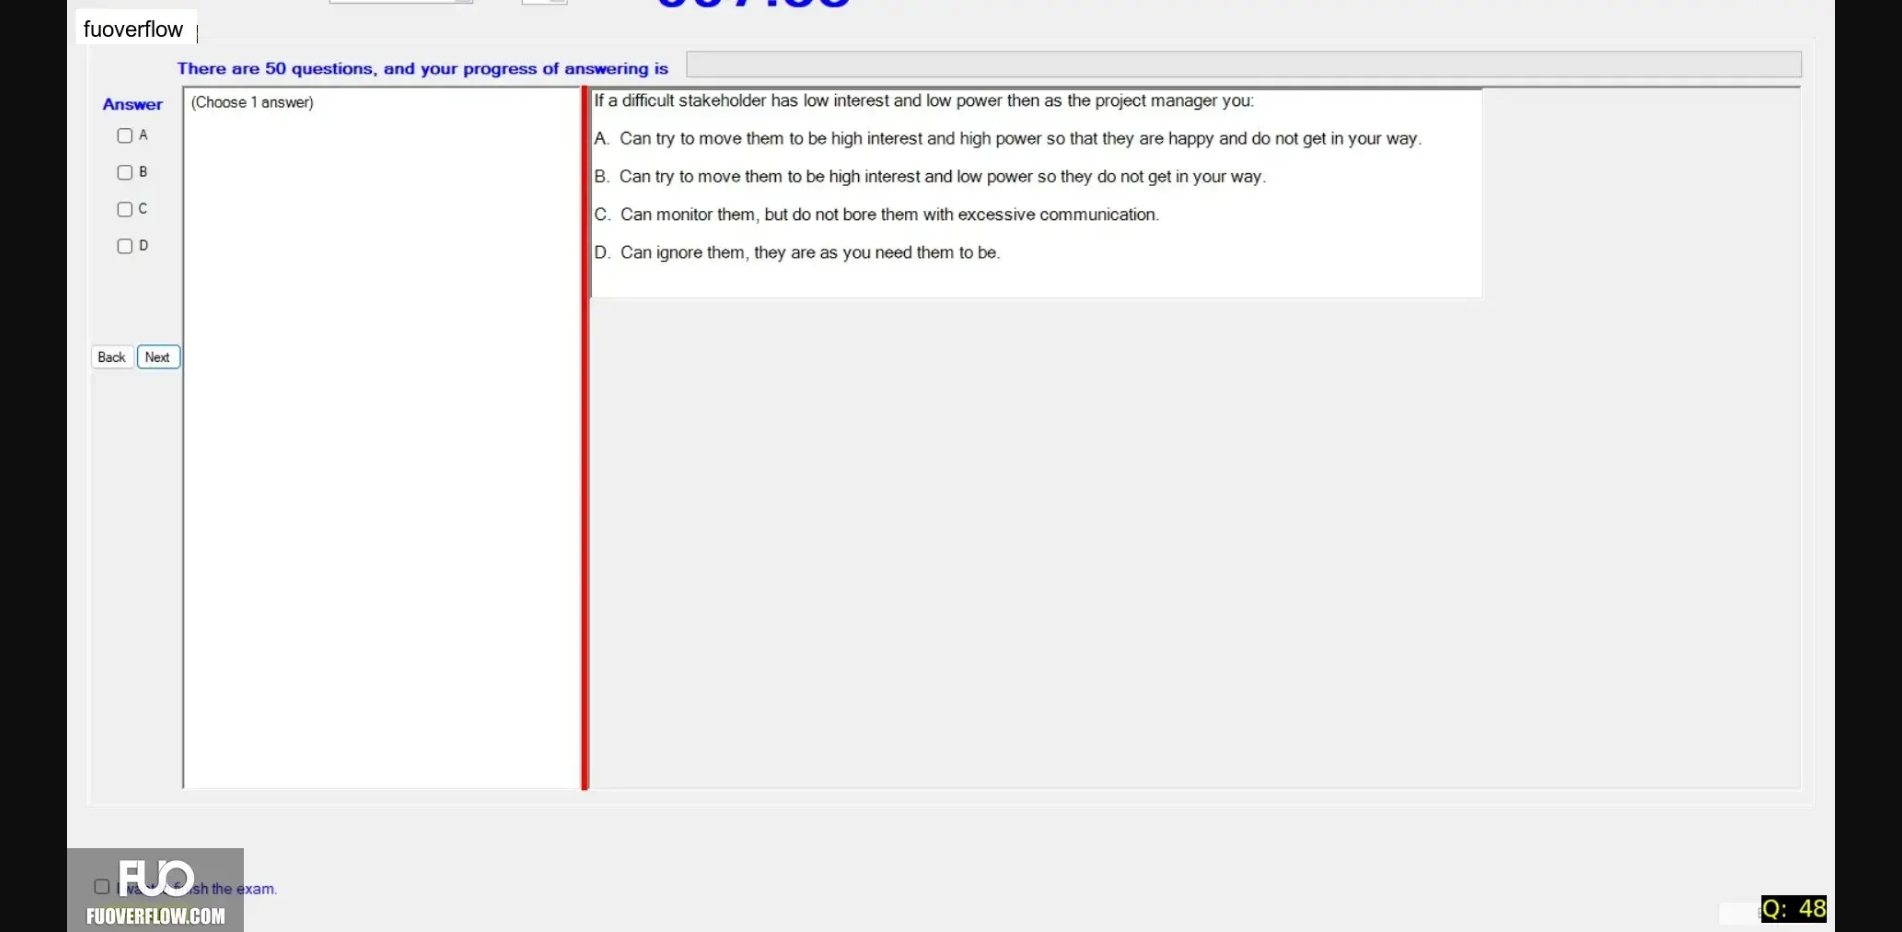 fuoverflow
There are 50 questions, and your progress of answering is
Answer
(Choose 1 answer)
A
B
C
D
Back Next
If a difficult stakeholder has low interest and low power then as the project manager you:
A. Can try to move them to be high interest and high power so that they are happy and do not get in your way.
B. Can try to move them to be high interest and low power so they do not get in your way.
C. Can monitor them, but do not bore them with excessive communication.
D. Can ignore them, they are as you need them to be.
FUO
the exam.
FUOVERFLOW.COM
Q: 48